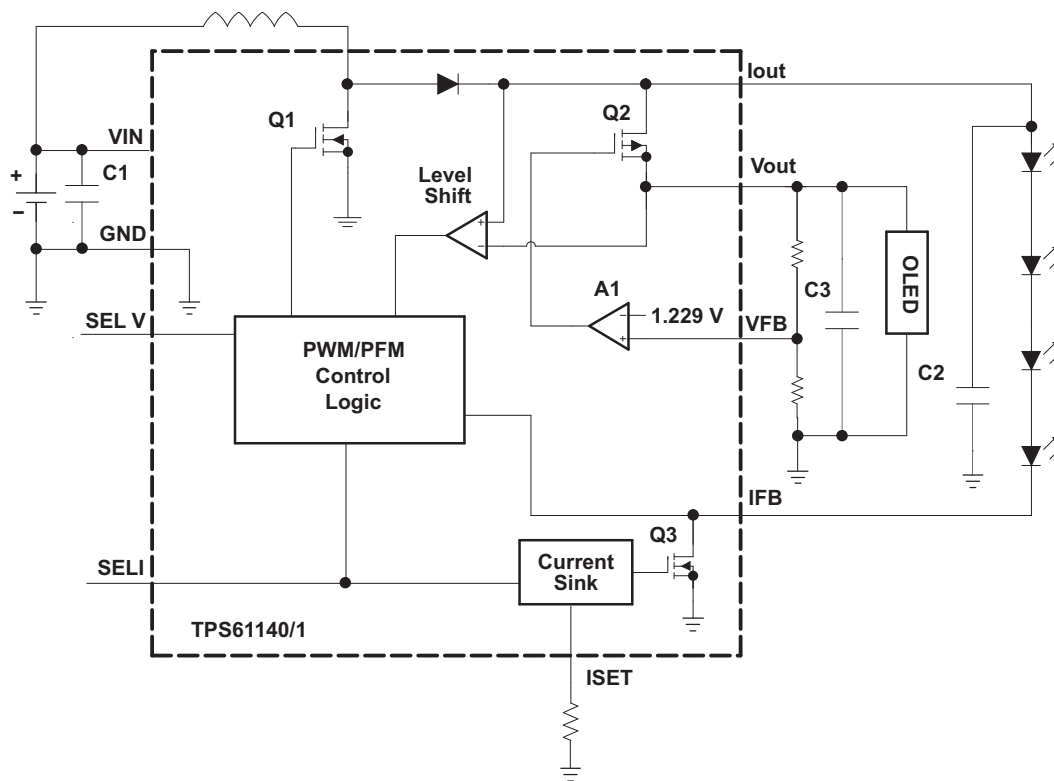 Iout
Q1
Q2
VIN
+
C1
–
Level
Shift
Vout
+
–
GND
OLED
A1
C3
–
1.229 V
SEL V
+
VFB
PWM/PFM
Control
Logic
C2
IFB
Q3
SELI
Current
Sink
TPS61140/1
ISET